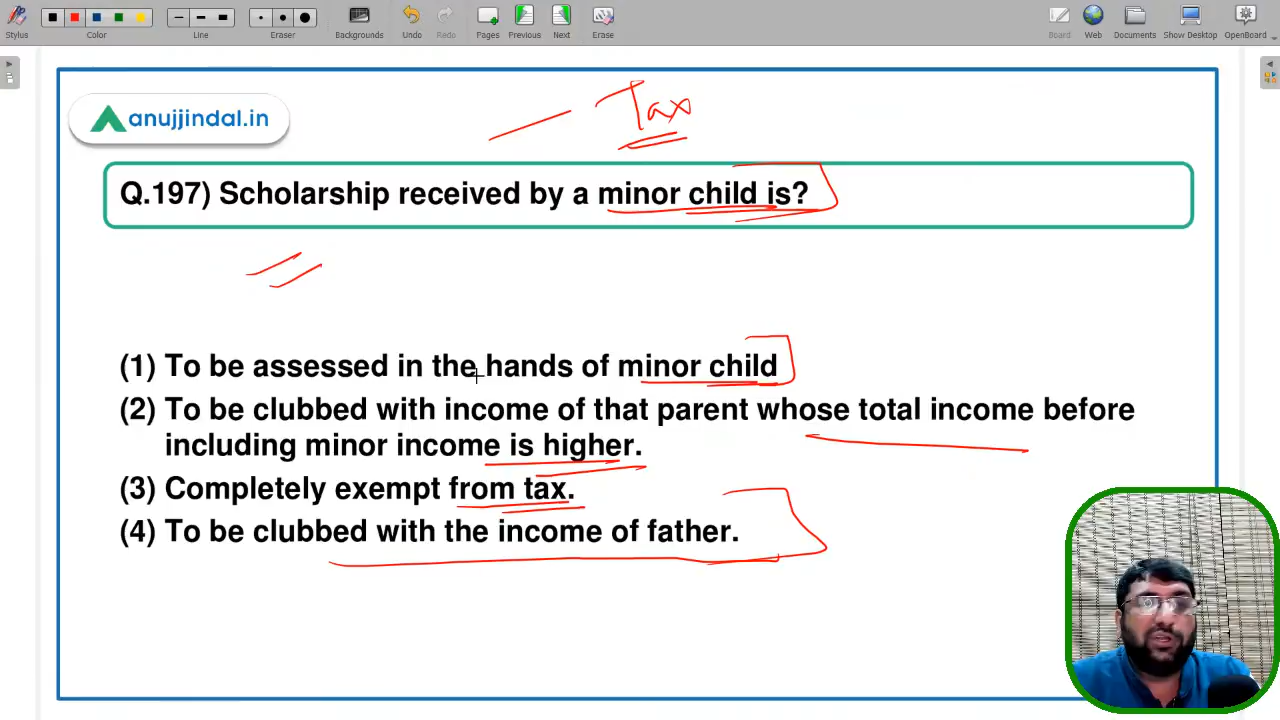 Stylus
Color
Line
Eraser
Backgrounds
Undo
Redo
Pages
Previous
Next
Erase
Board
Web
Documents
Show Desktop
OpenBoard
Tax
anujjindal.in
Q.197) Scholarship received by a minor child is?
(1) To be assessed in the hands of minor child
(2) To be clubbed with income of that parent whose total income before
including minor income is higher.
(3) Completely exempt from tax.
(4) To be clubbed with the income of father.